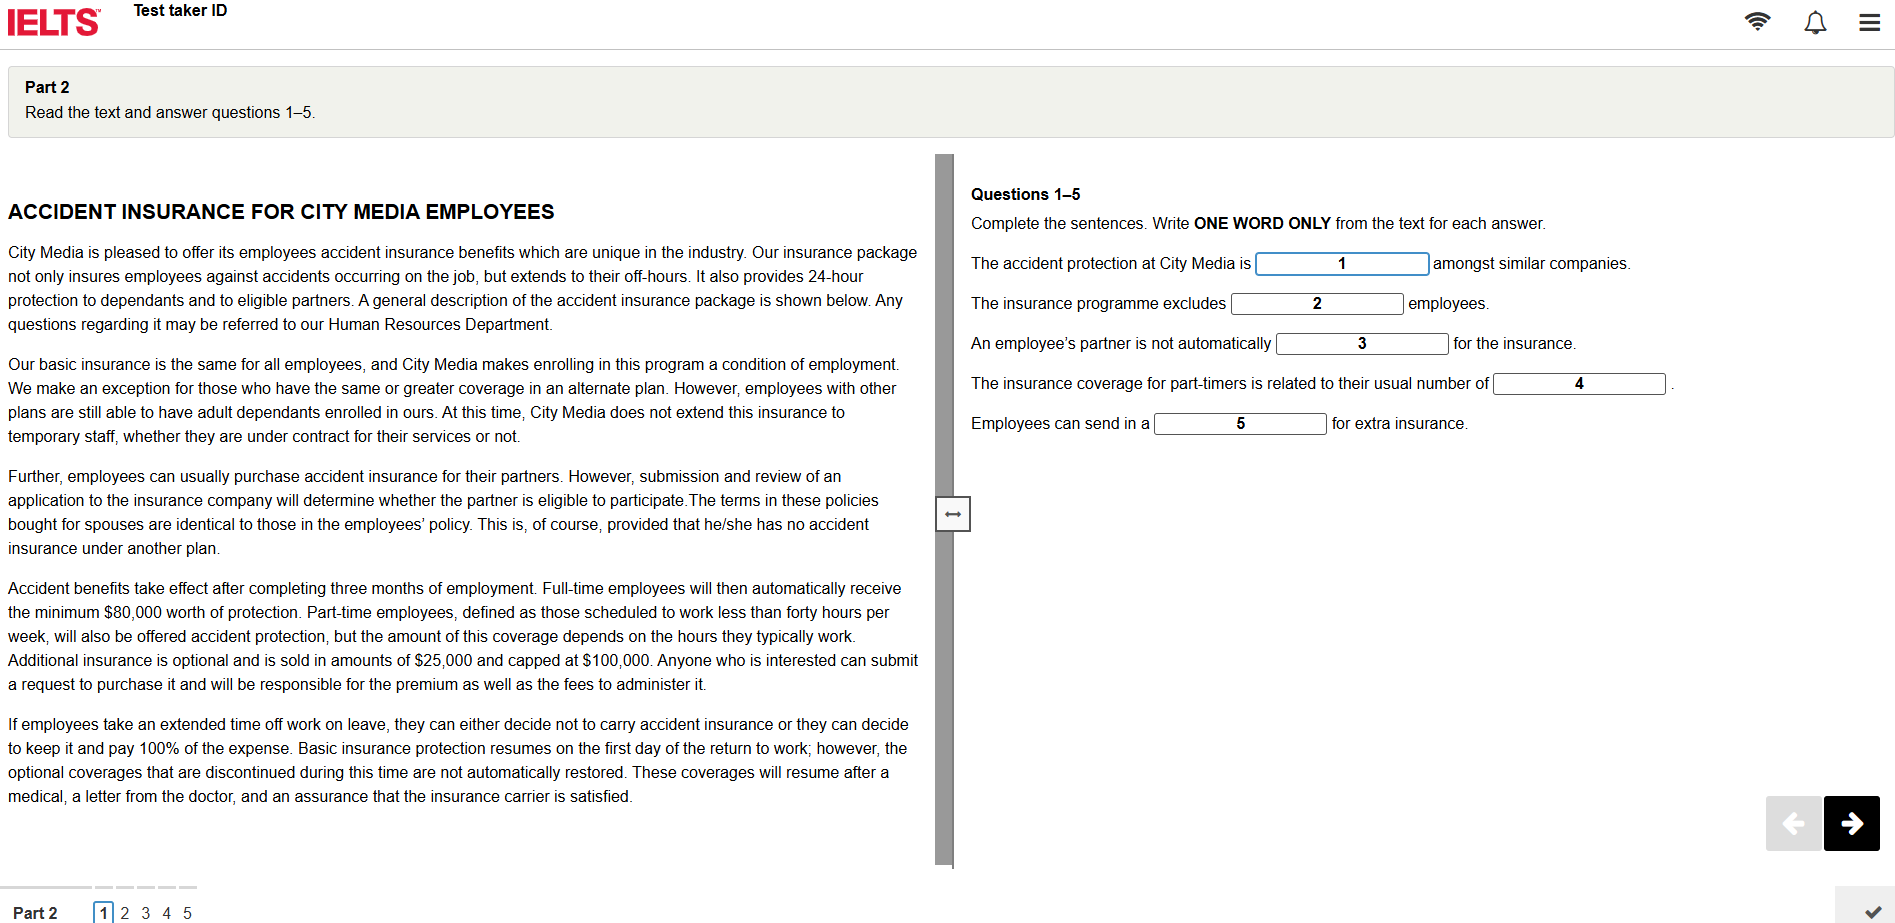 IELTS™
Test taker ID
Part 2
Read the text and answer questions 1–5.
ACCIDENT INSURANCE FOR CITY MEDIA EMPLOYEES
City Media is pleased to offer its employees accident insurance benefits which are unique in the industry. Our insurance package
not only insures employees against accidents occurring on the job, but extends to their off-hours. It also provides 24-hour
protection to dependants and to eligible partners. A general description of the accident insurance package is shown below. Any
questions regarding it may be referred to our Human Resources Department.
Our basic insurance is the same for all employees, and City Media makes enrolling in this program a condition of employment.
We make an exception for those who have the same or greater coverage in an alternate plan. However, employees with other
plans are still able to have adult dependants enrolled in ours. At this time, City Media does not extend this insurance to
temporary staff, whether they are under contract for their services or not.
Further, employees can usually purchase accident insurance for their partners. However, submission and review of an
application to the insurance company will determine whether the partner is eligible to participate.The terms in these policies
bought for spouses are identical to those in the employees' policy. This is, of course, provided that he/she has no accident
insurance under another plan.
Accident benefits take effect after completing three months of employment. Full-time employees will then automatically receive
the minimum $80,000 worth of protection. Part-time employees, defined as those scheduled to work less than forty hours per
week, will also be offered accident protection, but the amount of this coverage depends on the hours they typically work.
Additional insurance is optional and is sold in amounts of $25,000 and capped at $100,000. Anyone who is interested can submit
a request to purchase it and will be responsible for the premium as well as the fees to administer it.
If employees take an extended time off work on leave, they can either decide not to carry accident insurance or they can decide
to keep it and pay 100% of the expense. Basic insurance protection resumes on the first day of the return to work; however, the
optional coverages that are discontinued during this time are not automatically restored. These coverages will resume after a
medical, a letter from the doctor, and an assurance that the insurance carrier is satisfied.
Questions 1–5
Complete the sentences. Write ONE WORD ONLY from the text for each answer.
The accident protection at City Media is 1 amongst similar companies.
The insurance programme excludes 2 employees.
An employee's partner is not automatically 3 for the insurance.
The insurance coverage for part-timers is related to their usual number of 4 .
Employees can send in a 5 for extra insurance.
Part 2 1 2 3 4 5